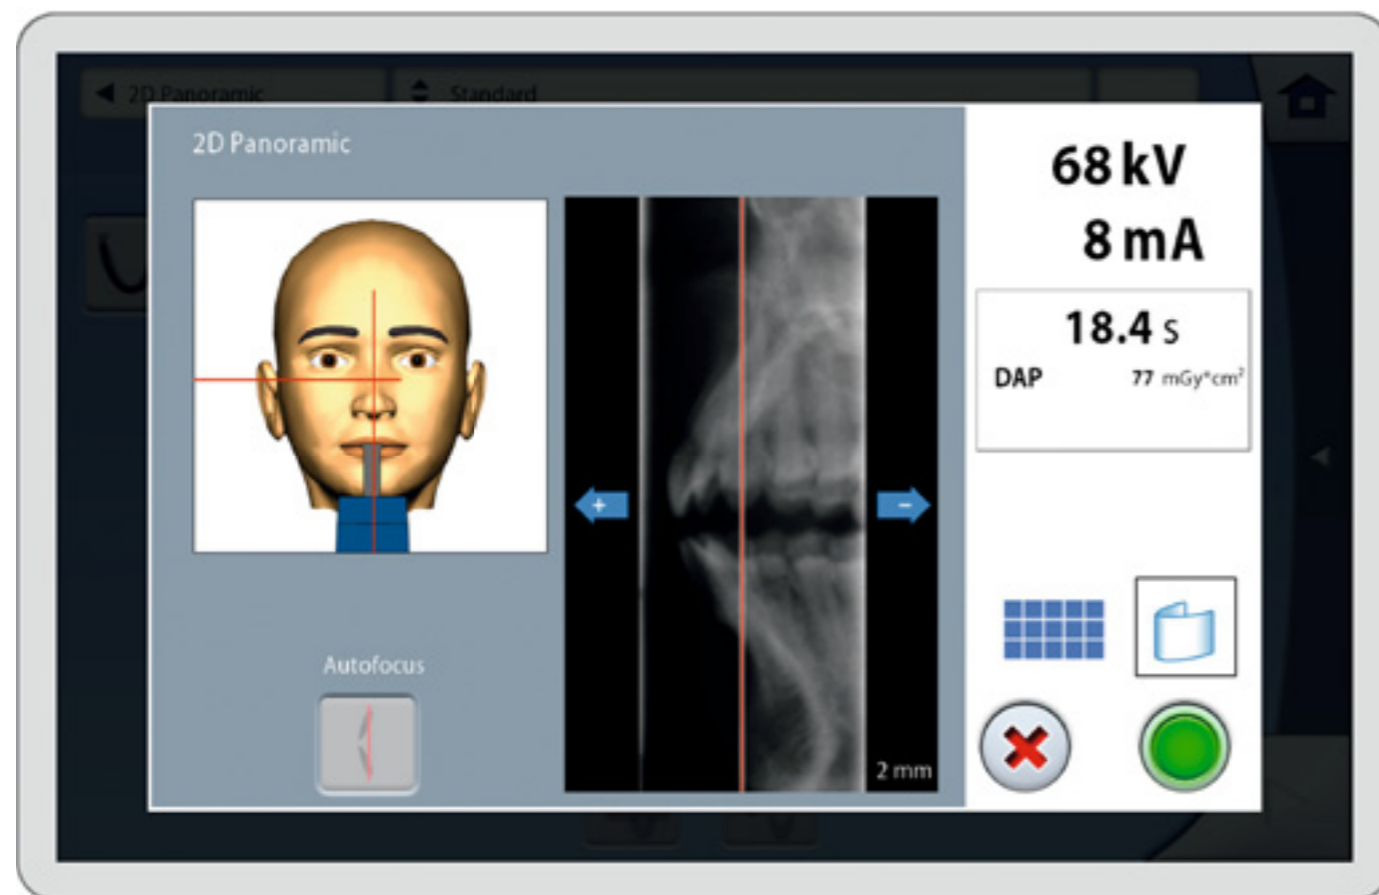 2D Panoramic
Standard
2D Panoramic
68 kV
8 mA
18.4 s
DAP 77 mGy*cm²
+
−
Autofocus
2 mm